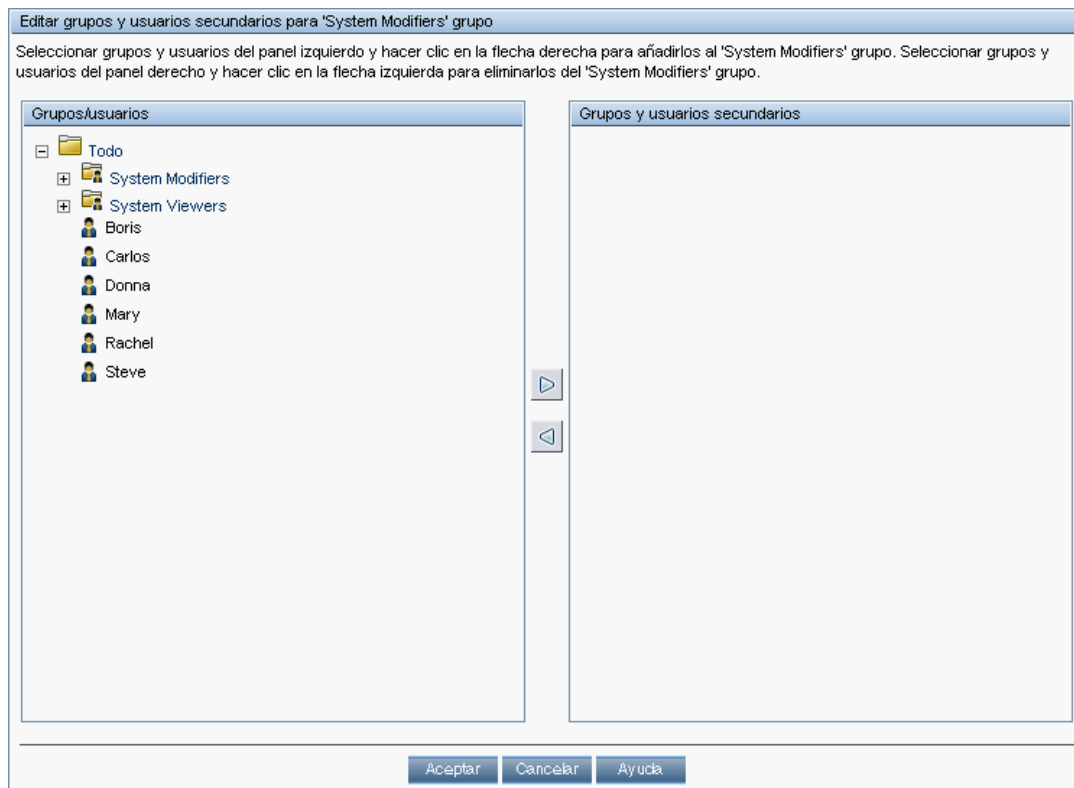 Editar grupos y usuarios secundarios para 'System Modifiers' grupo
Seleccionar grupos y usuarios del panel izquierdo y hacer clic en la flecha derecha para añadirlos al 'System Modifiers' grupo. Seleccionar grupos y
usuarios del panel derecho y hacer clic en la flecha izquierda para eliminarlos del 'System Modifiers' grupo.
Grupos/usuarios
Todo
System Modifiers
System Viewers
Boris
Carlos
Donna
Mary
Rachel
Steve
Grupos y usuarios secundarios
Aceptar
Cancelar
Ayuda